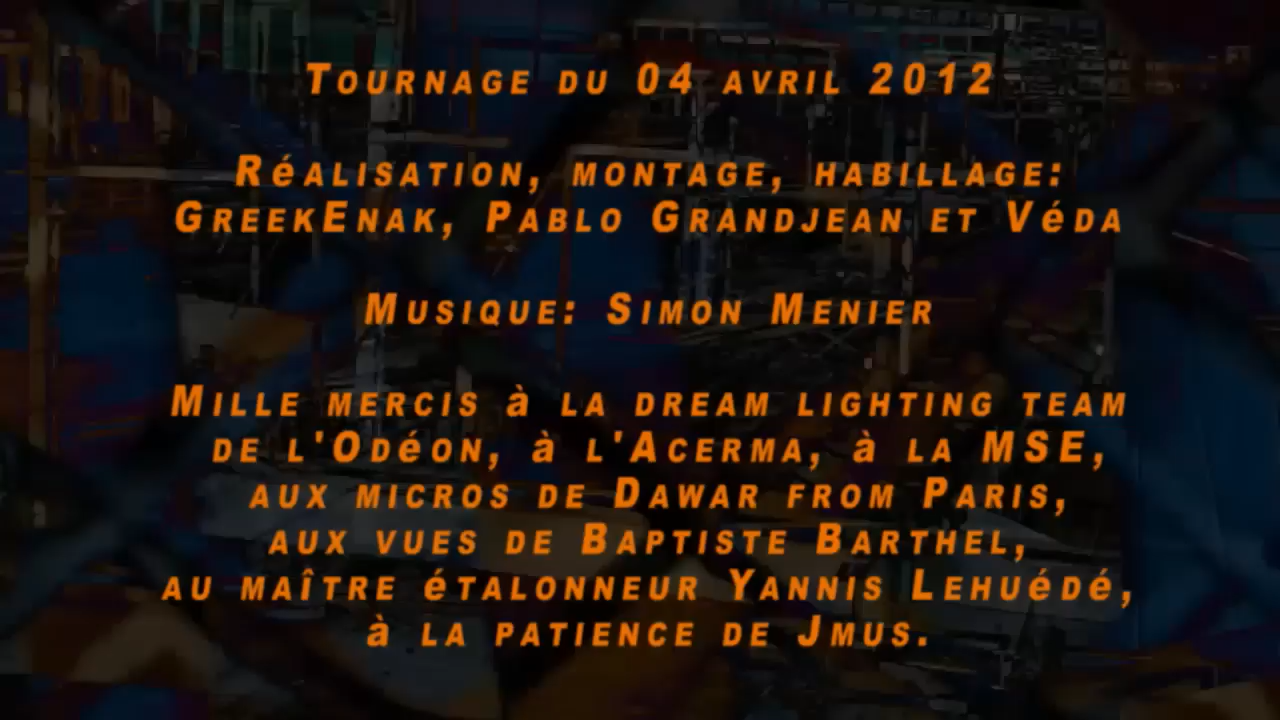 Tournage du 04 avril 2012
Réalisation, montage, habillage:
GreekEnak, Pablo Grandjean et Véda
Musique: Simon Menier
Mille mercis à la dream lighting team
de l'Odéon, à l'Acerma, à la MSE,
aux micros de Dawar from Paris,
aux vues de Baptiste Barthel,
au maître étalonneur Yannis Lehuédé,
à la patience de Jmus.